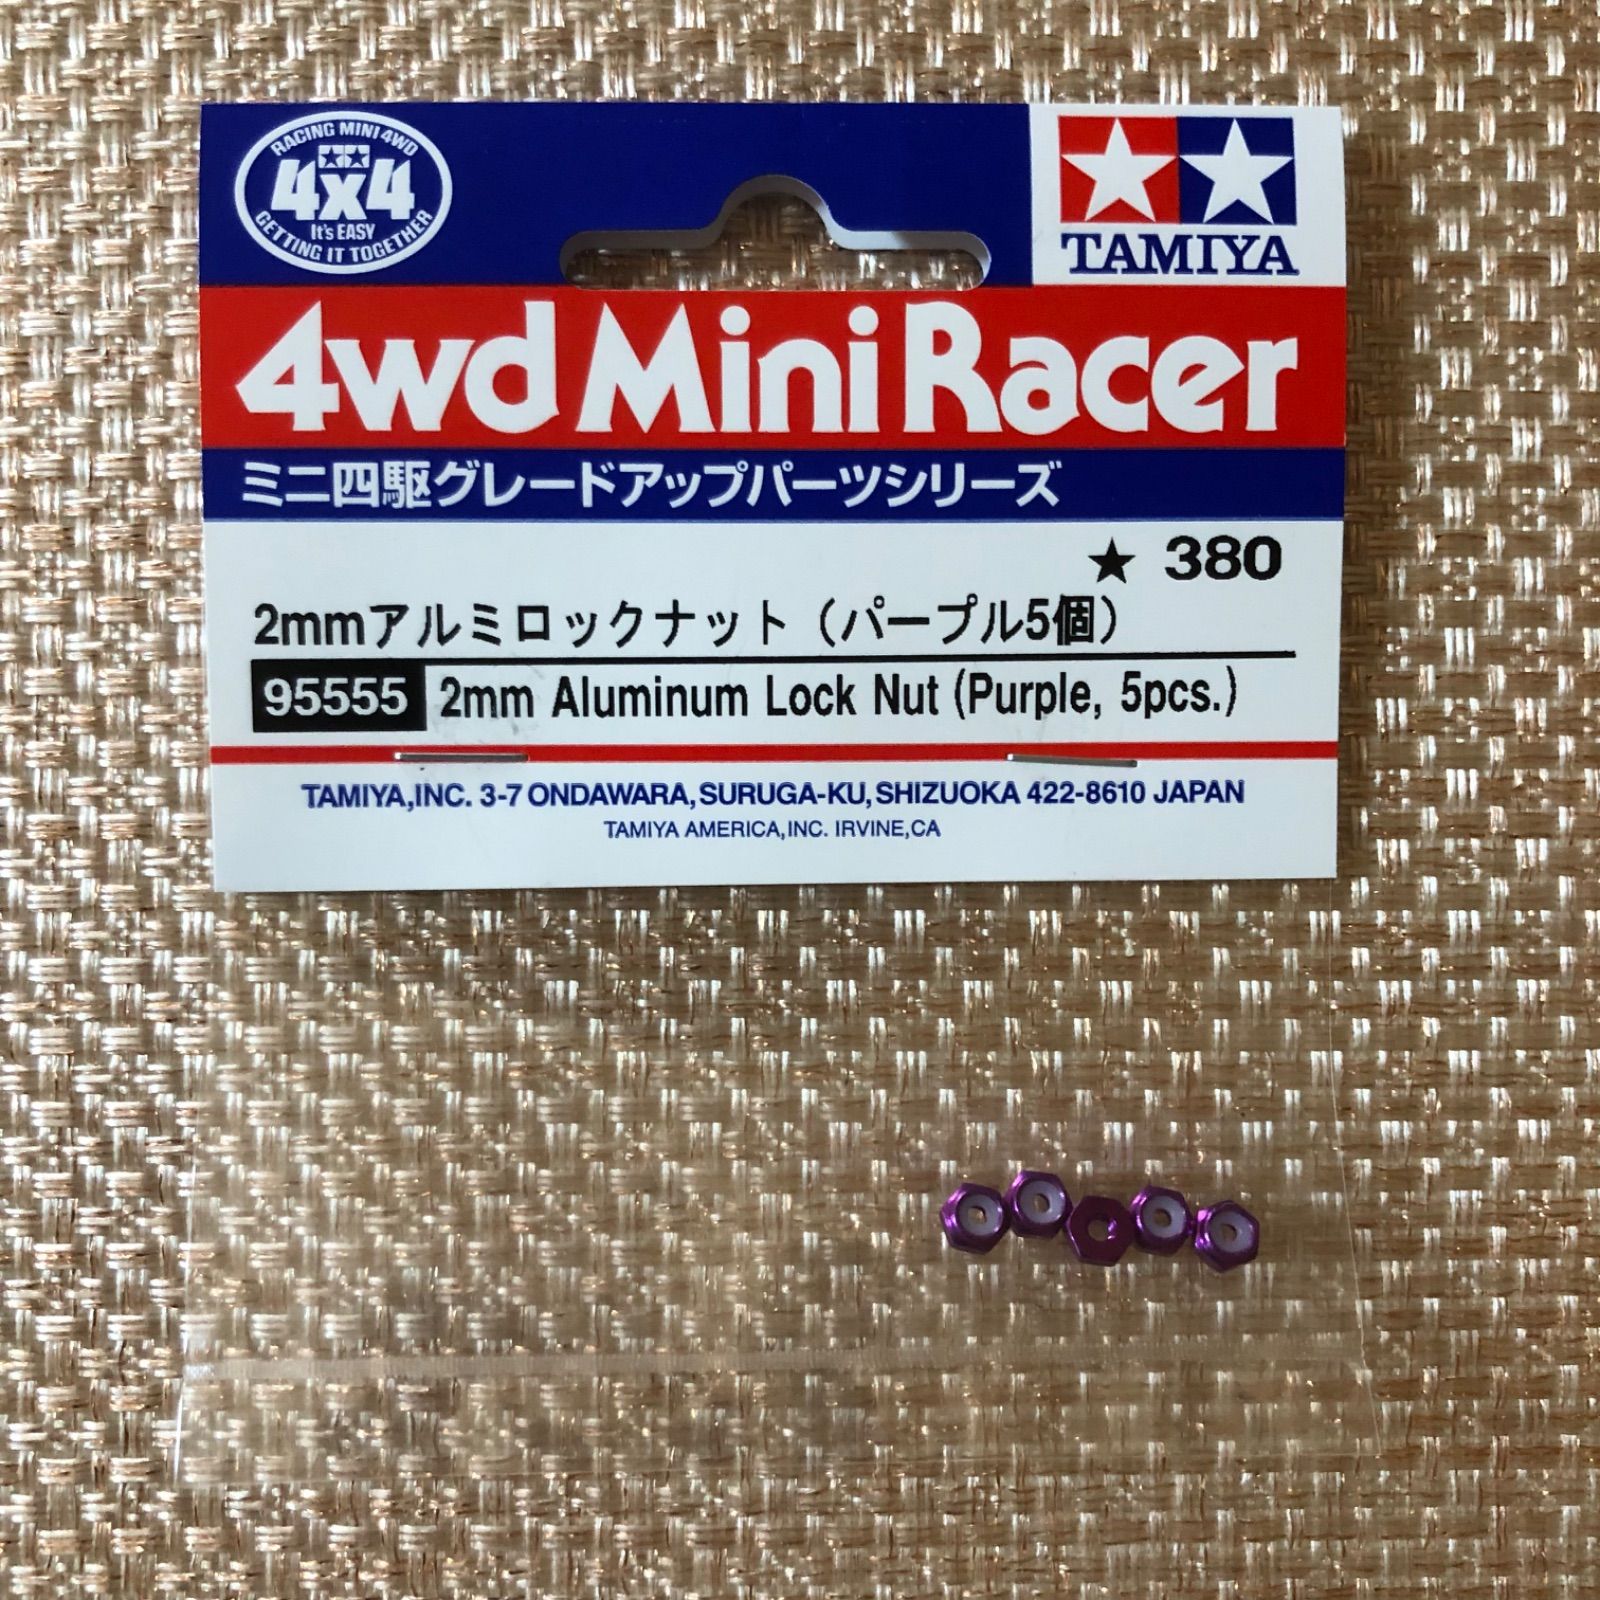 RACING MINI 4WD
4x4
It's EASY
GETTING IT TOGETHER
TAMIYA
4wd Mini Racer
ミニ四駆グレードアップパーツシリーズ
★ 380
2mmアルミロックナット（パープル5個）
95555 2mm Aluminum Lock Nut (Purple, 5pcs.)
TAMIYA,INC. 3-7 ONDAWARA, SURUGA-KU, SHIZUOKA 422-8610 JAPAN
TAMIYA AMERICA,INC. IRVINE,CA